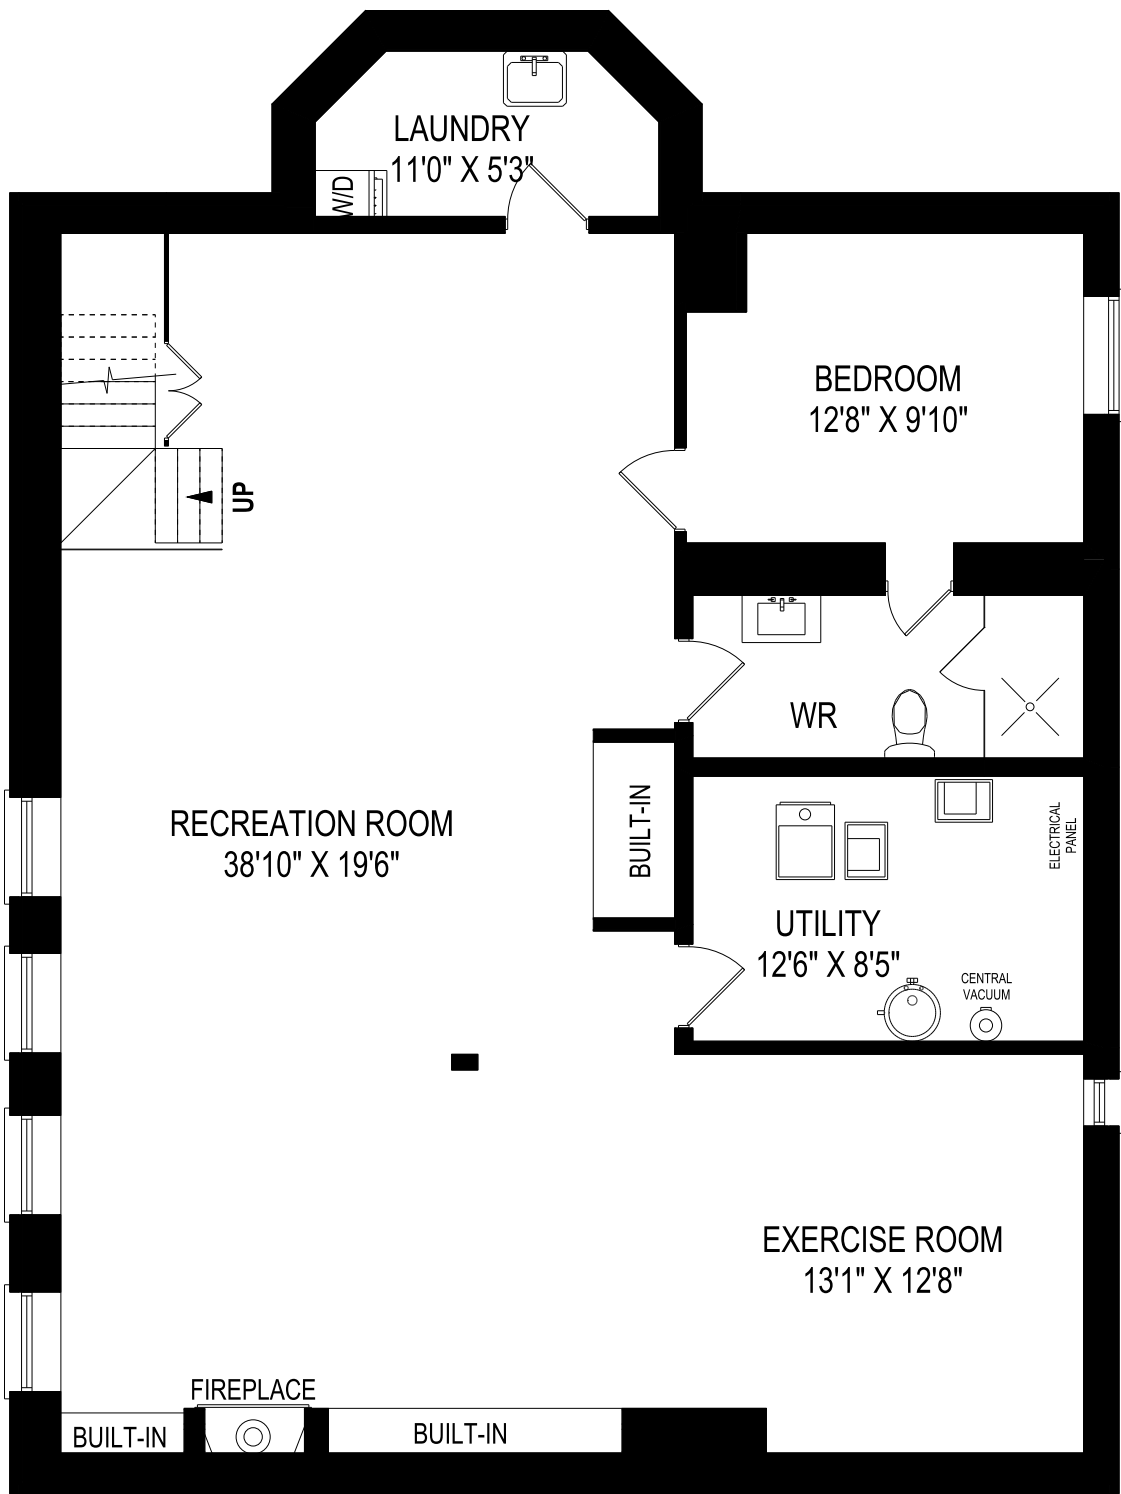 LAUNDRY
11'0" X 5'3"
W/D
BEDROOM
12'8" X 9'10"
UP
WR
RECREATION ROOM
38'10" X 19'6"
BUILT-IN
ELECTRICAL
PANEL
UTILITY
12'6" X 8'5"
CENTRAL
VACUUM
EXERCISE ROOM
13'1" X 12'8"
FIREPLACE
BUILT-IN
BUILT-IN